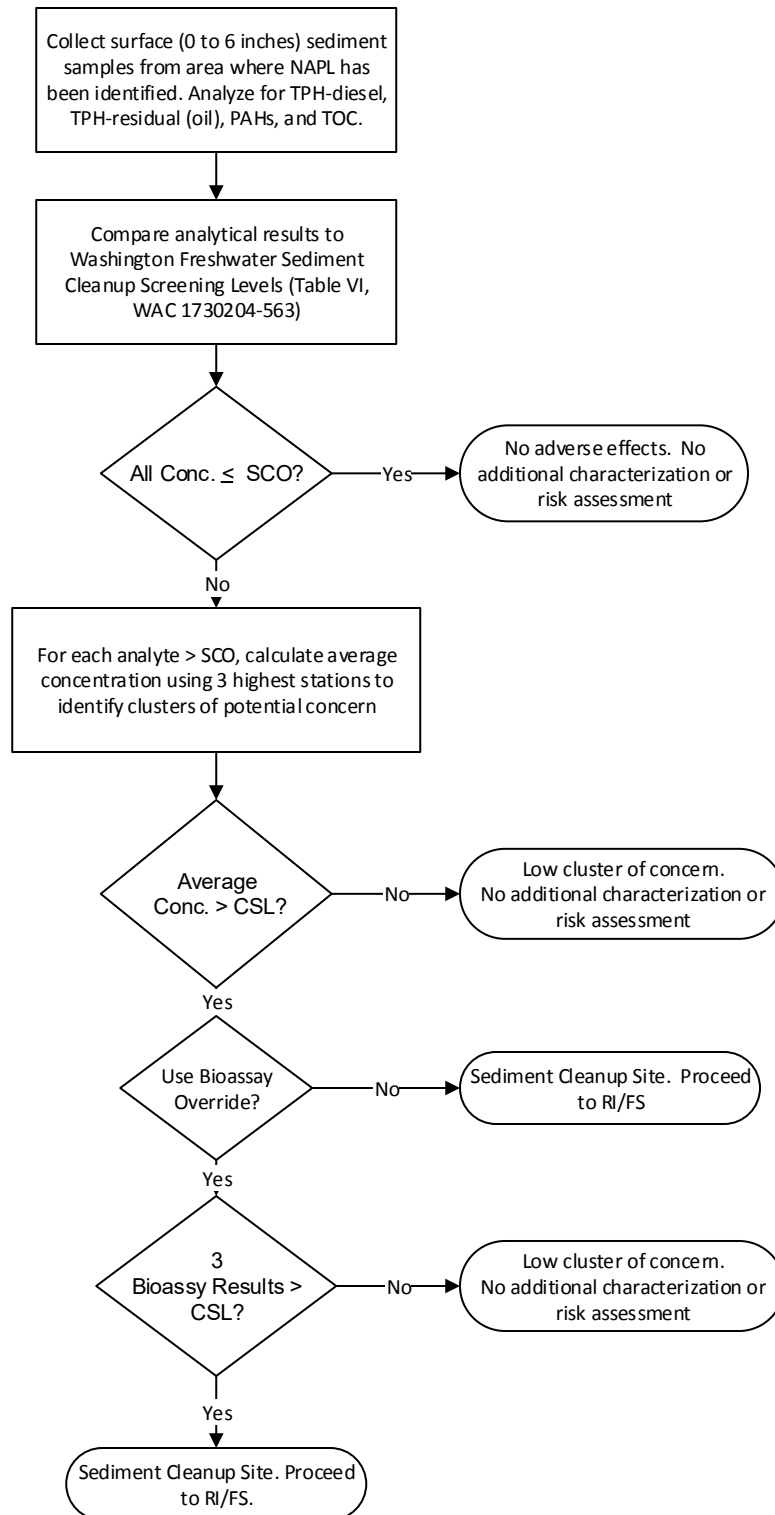 Collect surface (0 to 6 inches) sediment
samples from area where NAPL has
been identified. Analyze for TPH-diesel,
TPH-residual (oil), PAHs, and TOC.
Compare analytical results to
Washington Freshwater Sediment
Cleanup Screening Levels (Table VI,
WAC 1730204-563)
All Conc. ≤ SCO?
Yes
No adverse effects. No
additional characterization or
risk assessment
No
For each analyte > SCO, calculate average
concentration using 3 highest stations to
identify clusters of potential concern
Average
Conc. > CSL?
No
Low cluster of concern.
No additional characterization or
risk assessment
Yes
Use Bioassay
Override?
No
Sediment Cleanup Site. Proceed
to RI/FS
Yes
3
Bioassy Results >
CSL?
No
Low cluster of concern.
No additional characterization or
risk assessment
Yes
Sediment Cleanup Site. Proceed
to RI/FS.